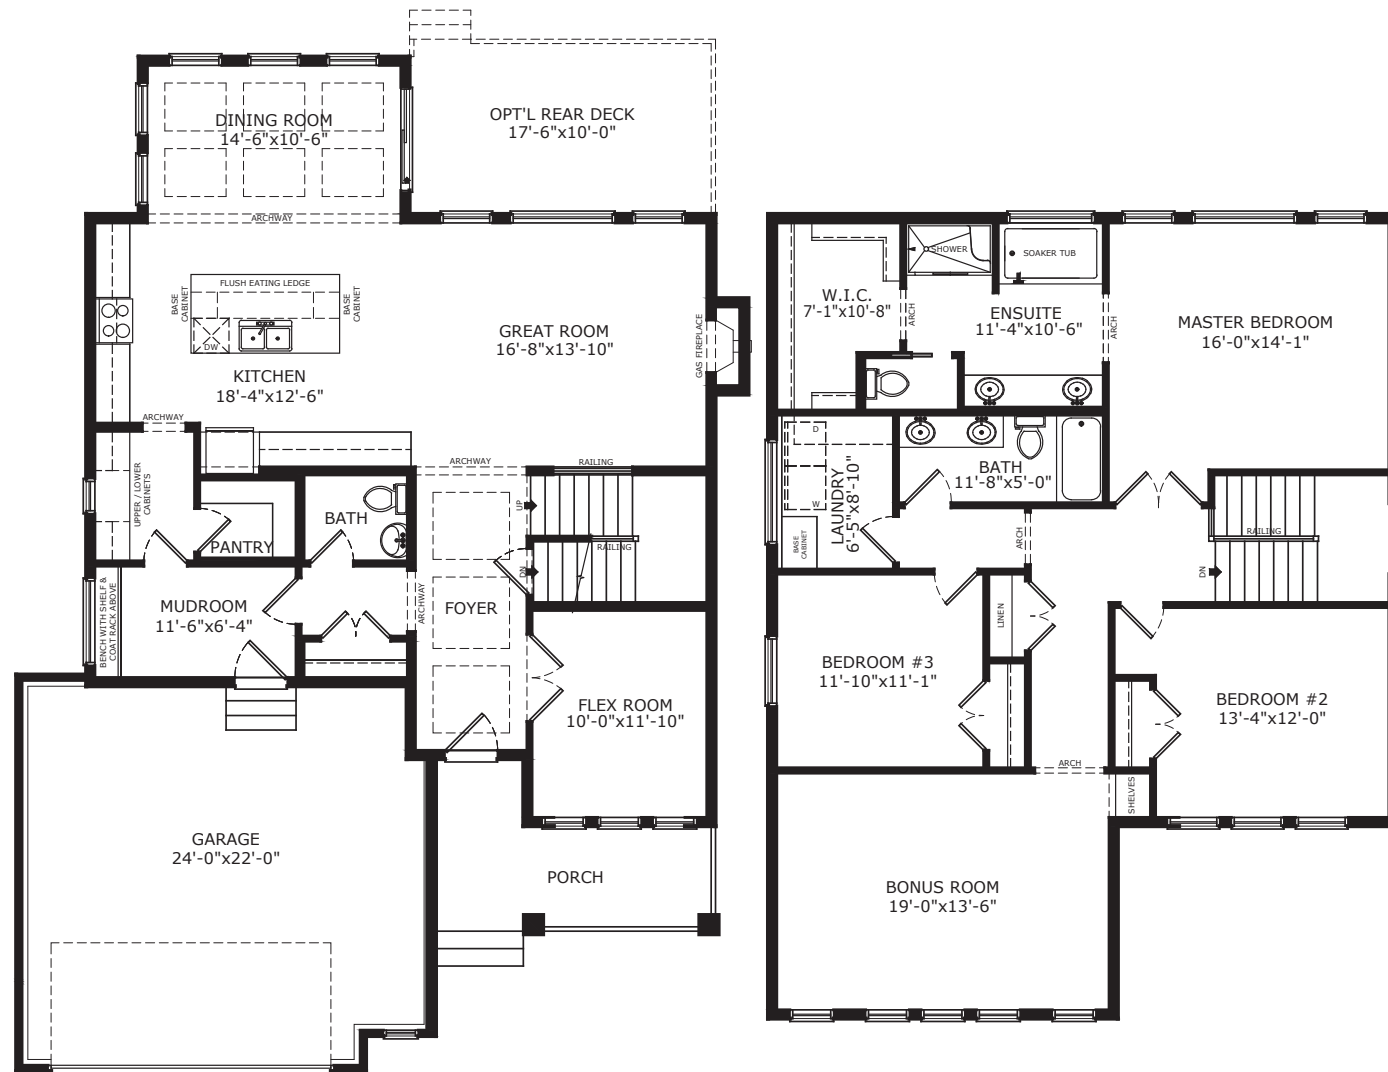 DINING ROOM
14'-6"x10'-6"
OPT'L REAR DECK
17'-6"x10'-0"
ARCHWAY
FLUSH EATING LEDGE
BASE
CABINET
BASE
CABINET
DW
KITCHEN
18'-4"x12'-6"
GREAT ROOM
16'-8"x13'-10"
GAS FIREPLACE
ARCHWAY
UPPER / LOWER
CABINETS
PANTRY
BATH
ARCHWAY
RAILING
UP
RAILING
DN
BENCH WITH SHELF &
COAT RACK ABOVE
MUDROOM
11'-6"x6'-4"
ARCHWAY
FOYER
FLEX ROOM
10'-0"x11'-10"
GARAGE
24'-0"x22'-0"
PORCH
W.I.C.
7'-1"x10'-8"
ARCH
SHOWER
SOAKER TUB
ENSUITE
11'-4"x10'-6"
ARCH
MASTER BEDROOM
16'-0"x14'-1"
D
W
LAUNDRY
6'-5"x8'-10"
BASE
CABINET
BATH
11'-8"x5'-0"
ARCH
RAILING
DN
LINEN
BEDROOM #3
11'-10"x11'-1"
BEDROOM #2
13'-4"x12'-0"
ARCH
SHELVES
BONUS ROOM
19'-0"x13'-6"